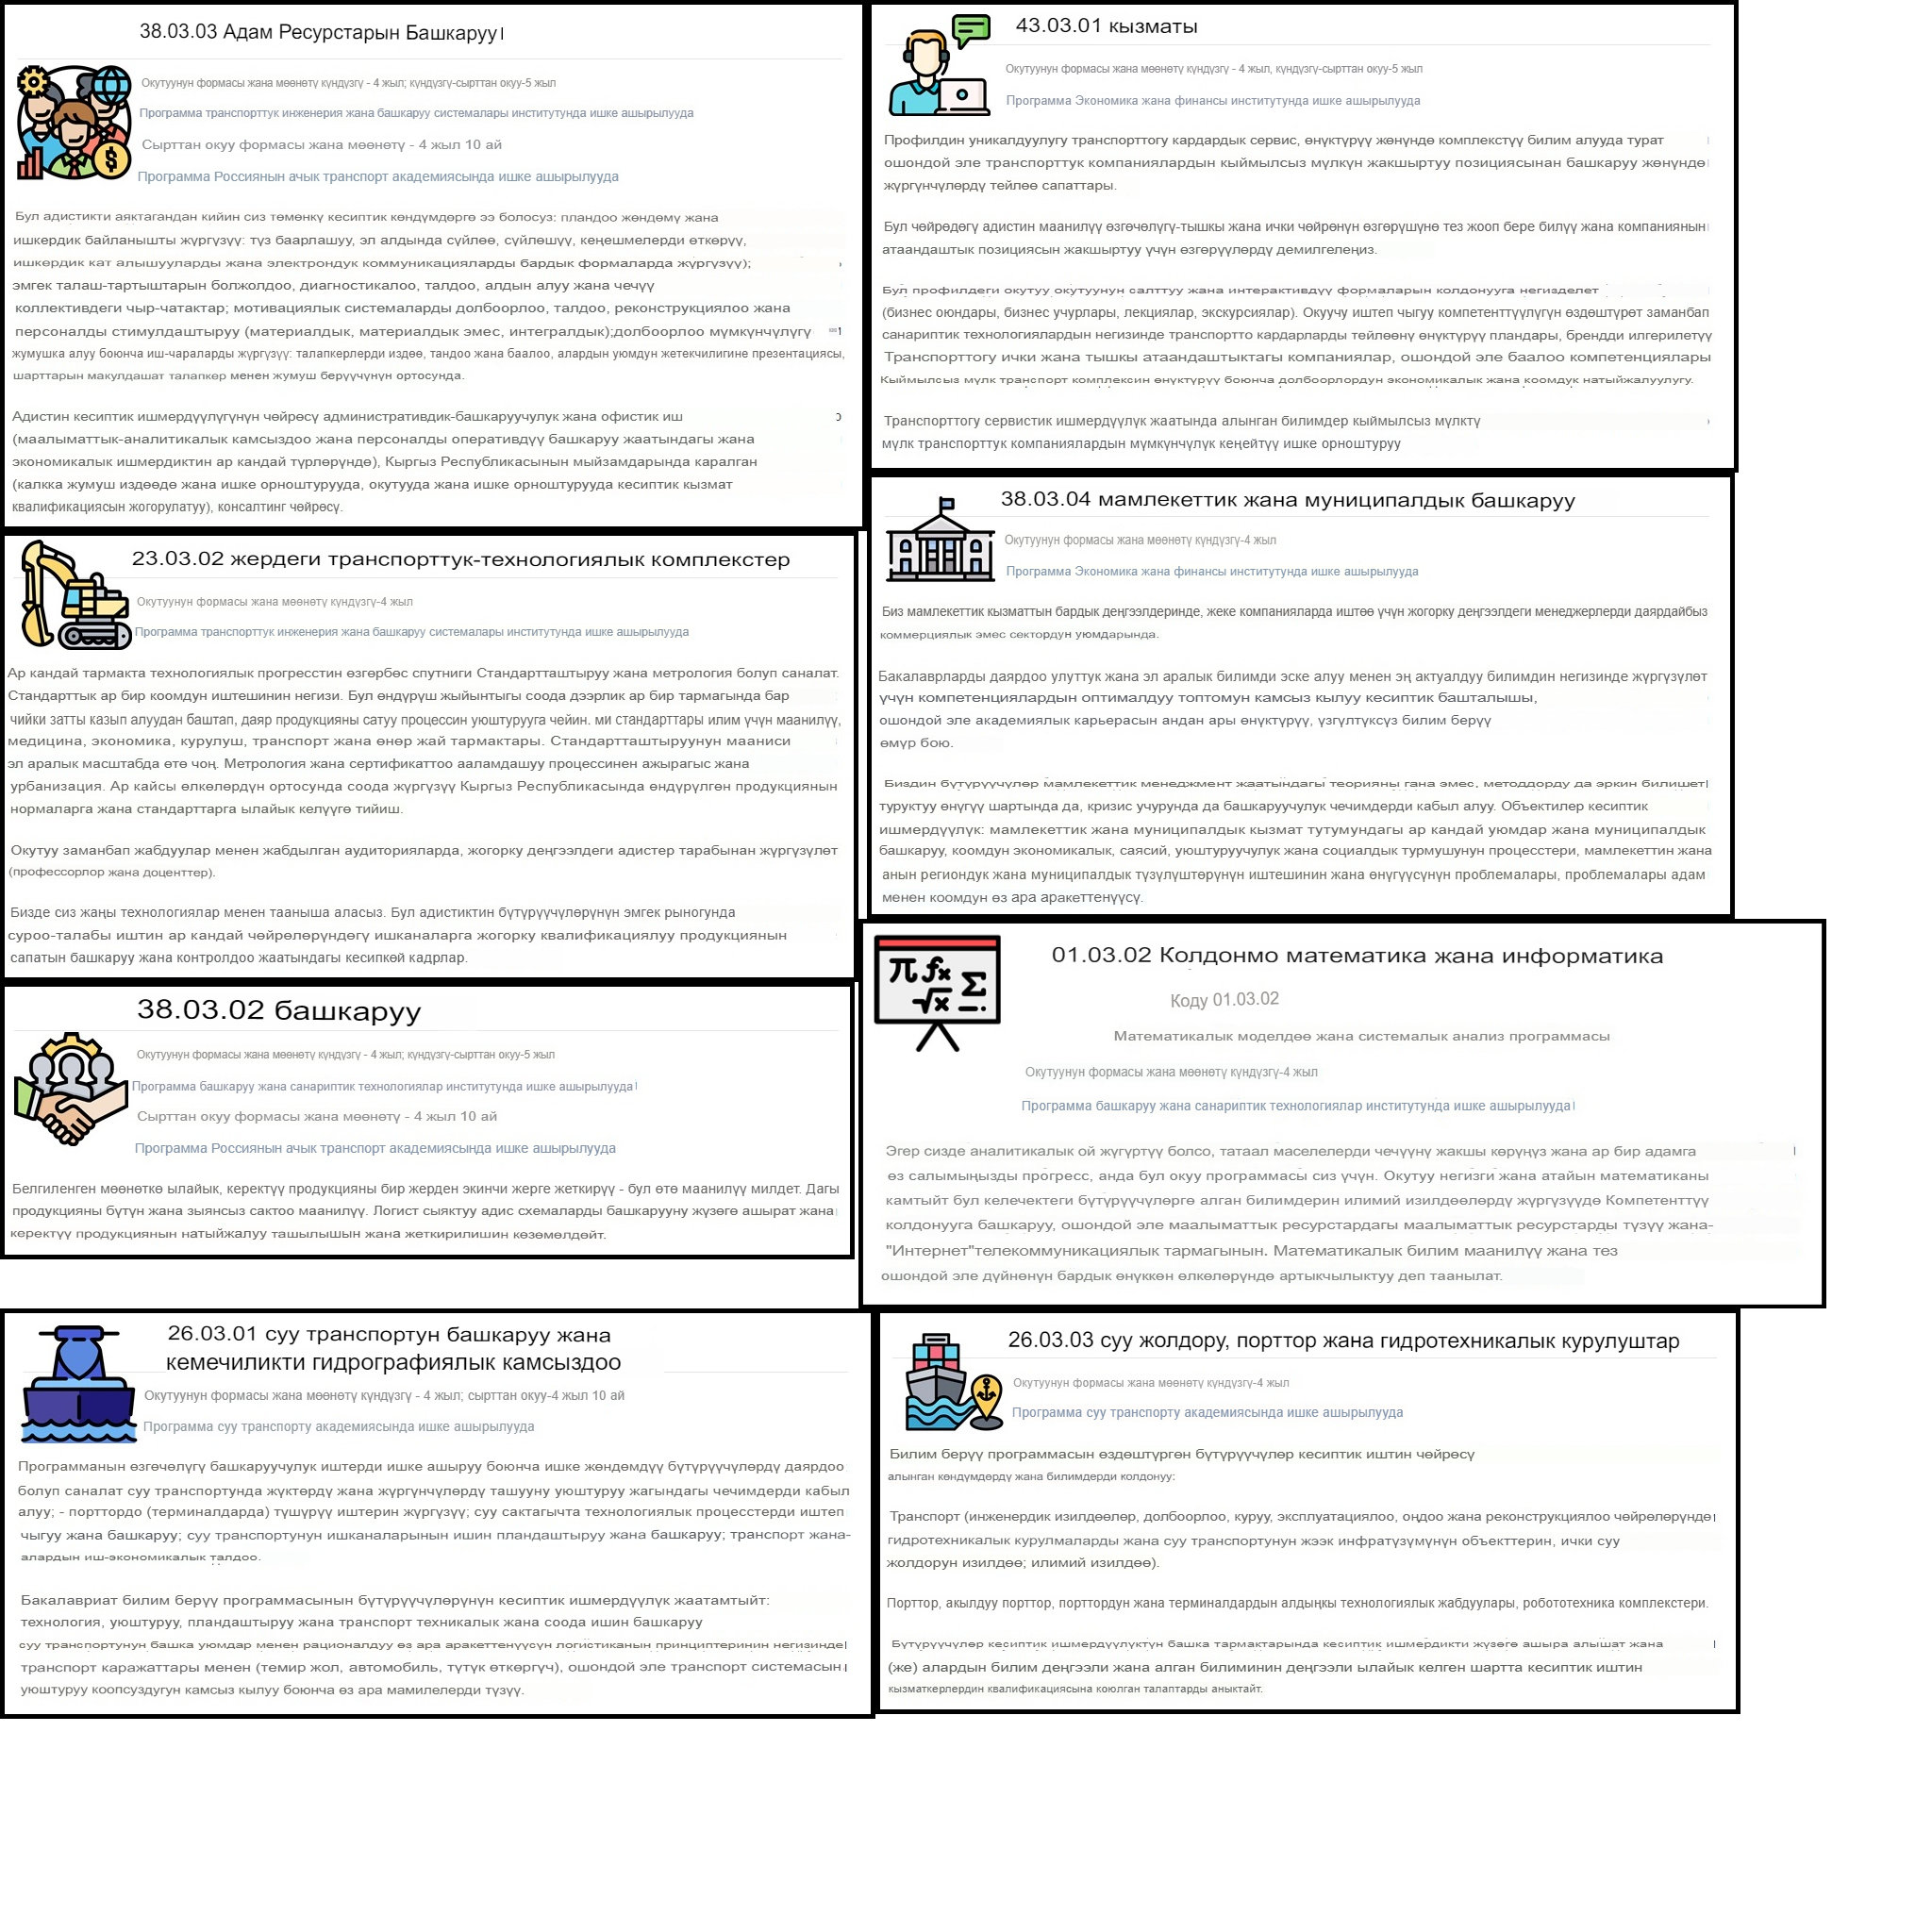 38.03.03 Адам Ресурстарын Башкаруу
Окутуунун формасы жана мөөнөтү күндүзгү - 4 жыл; күндүзгү-сырттан окуу-5 жыл
Программа транспорттук инженерия жана башкаруу системалары институтунда ишке ашырылууда
Сырттан окуу формасы жана мөөнөтү - 4 жыл 10 ай
Программа Россиянын ачык транспорт академиясында ишке ашырылууда
Бул адистикти аяктагандан кийин сиз төмөнкү кесиптик көндүмдөргө ээ болосуз: пландоо жөндөмү жана
ишкердик байланышты жүргүзүү: түз баарлашуу, эл алдында сүйлөө, сүйлөшүү, кеңешмелерди өткөрүү,
ишкердик кат алышууларды жана электрондук коммуникацияларды бардык формаларда жүргүзүү);
эмгек талаш-тартыштарын болжолдоо, диагностикалоо, талдоо, алдын алуу жана чечүү
коллективдеги чыр-чатактар; мотивациялык системаларды долбоорлоо, талдоо, реконструкциялоо жана
персоналды стимулдаштыруу (материалдык, материалдык эмес, интегралдык);долбоорлоо мүмкүнчүлүгү
жумушка алуу боюнча иш-чараларды жүргүзүү: талапкерлерди издөө, тандоо жана баалоо, алардын уюмдун жетекчилигине презентациясы,
шарттарын макулдашат талапкер менен жумуш берүүчүнүн ортосунда.
Адистин кесиптик ишмердүүлүгүнүн чөйрөсү административдик-башкаруучулук жана офистик иш
(маалыматтык-аналитикалык камсыздоо жана персоналды оперативдүү башкаруу жаатындагы жана
экономикалык ишмердиктин ар кандай түрлөрүндө), Кыргыз Республикасынын мыйзамдарында каралган
(калкка жумуш издөөдө жана ишке орноштурууда, окутууда жана ишке орноштурууда кесиптик кызмат
квалификациясын жогорулатуу), консалтинг чөйрөсү.
43.03.01 кызматы
Окутуунун формасы жана мөөнөтү күндүзгү - 4 жыл, күндүзгү-сырттан окуу-5 жыл
Программа Экономика жана финансы институтунда ишке ашырылууда
Профилдин уникалдуулугу транспорттогу кардардык сервис, өнүктүрүү жөнүндө комплекстүү билим алууда турат
ошондой эле транспорттук компаниялардын кыймылсыз мүлкүн жакшыртуу позициясынан башкаруу жөнүндө
жүргүнчүлөрдү тейлөө сапаттары.
Бул чөйрөдөгү адистин маанилүү өзгөчөлүгү-тышкы жана ички чөйрөнүн өзгөрүшүнө тез жооп бере билүү жана компаниянын
атаандаштык позициясын жакшыртуу үчүн өзгөрүүлөрдү демилгелеңиз.
Бул профилдеги окутуу окутуунун салттуу жана интерактивдүү формаларын колдонууга негизделет
(бизнес оюндары, бизнес учурлары, лекциялар, экскурсиялар). Окуучу иштеп чыгуу компетенттүүлүгүн өздөштүрөт заманбап
санариптик технологиялардын негизинде транспортто кардарларды тейлөөнү өнүктүрүү пландары, брендди илгерилетүү
Транспорттогу ички жана тышкы атаандаштыктагы компаниялар, ошондой эле баалоо компетенциялары
Кыймылсыз мүлк транспорт комплексин өнүктүрүү боюнча долбоорлордун экономикалык жана коомдук натыйжалуулугу.
Транспорттогу сервистик ишмердүүлүк жаатында алынган билимдер кыймылсыз мүлктү
мүлк транспорттук компаниялардын мүмкүнчүлүк кеңейтүү ишке орноштуруу
23.03.02 жердеги транспорттук-технологиялык комплекстер
Окутуунун формасы жана мөөнөтү күндүзгү-4 жыл
Программа транспорттук инженерия жана башкаруу системалары институтунда ишке ашырылууда
Ар кандай тармакта технологиялык прогресстин өзгөрбөс спутниги Стандартташтыруу жана метрология болуп саналат.
Стандарттык ар бир коомдун иштешинин негизи. Бул өндүрүш жыйынтыгы соода дээрлик ар бир тармагында бар
чийки затты казып алуудан баштап, даяр продукцияны сатуу процессин уюштурууга чейин. ми стандарттары илим үчүн маанилүү,
медицина, экономика, курулуш, транспорт жана өнөр жай тармактары. Стандартташтыруунун мааниси
эл аралык масштабда өтө чоң. Метрология жана сертификаттоо ааламдашуу процессинен ажырагыс жана
урбанизация. Ар кайсы өлкөлөрдүн ортосунда соода жүргүзүү Кыргыз Республикасында өндүрүлгөн продукциянын
нормаларга жана стандарттарга ылайык келүүгө тийиш.
Окутуу заманбап жабдуулар менен жабдылган аудиторияларда, жогорку деңгээлдеги адистер тарабынан жүргүзүлөт
(профессорлор жана доценттер).
Бизде сиз жаңы технологиялар менен тааныша аласыз. Бул адистиктин бүтүрүүчүлөрүнүн эмгек рыногунда
суроо-талабы иштин ар кандай чөйрөлөрүндөгү ишканаларга жогорку квалификациялуу продукциянын
сапатын башкаруу жана контролдоо жаатындагы кесипкөй кадрлар.
38.03.04 мамлекеттик жана муниципалдык башкаруу
Окутуунун формасы жана мөөнөтү күндүзгү-4 жыл
Программа Экономика жана финансы институтунда ишке ашырылууда
Биз мамлекеттик кызматтын бардык деңгээлдеринде, жеке компанияларда иштөө үчүн жогорку деңгээлдеги менеджерлерди даярдайбыз
коммерциялык эмес сектордун уюмдарында.
Бакалаврларды даярдоо улуттук жана эл аралык билимди эске алуу менен эң актуалдуу билимдин негизинде жүргүзүлөт
үчүн компетенциялардын оптималдуу топтомун камсыз кылуу кесиптик башталышы,
ошондой эле академиялык карьерасын андан ары өнүктүрүү, үзгүлтүксүз билим берүү
өмүр бою.
Биздин бүтүрүүчүлөр мамлекеттик менеджмент жаатындагы теорияны гана эмес, методдорду да эркин билишет
туруктуу өнүгүү шартында да, кризис учурунда да башкаруучулук чечимдерди кабыл алуу. Объектилер кесиптик
ишмердүүлүк: мамлекеттик жана муниципалдык кызмат тутумундагы ар кандай уюмдар жана муниципалдык
башкаруу, коомдун экономикалык, саясий, уюштуруучулук жана социалдык турмушунун процесстери, мамлекеттин жана
анын региондук жана муниципалдык түзүлүштөрүнүн иштешинин жана өнүгүүсүнүн проблемалары, проблемалары адам
менен коомдун өз ара аракеттенүүсү.
38.03.02 башкаруу
Окутуунун формасы жана мөөнөтү күндүзгү - 4 жыл; күндүзгү-сырттан окуу-5 жыл
Программа башкаруу жана санариптик технологиялар институтунда ишке ашырылууда
Сырттан окуу формасы жана мөөнөтү - 4 жыл 10 ай
Программа Россиянын ачык транспорт академиясында ишке ашырылууда
Белгиленген мөөнөткө ылайык, керектүү продукцияны бир жерден экинчи жерге жеткирүү - бул өтө маанилүү милдет. Дагы
продукцияны бүтүн жана зыянсыз сактоо маанилүү. Логист сыяктуу адис схемаларды башкарууну жүзөгө ашырат жана
керектүү продукциянын натыйжалуу ташылышын жана жеткирилишин көзөмөлдөйт.
01.03.02 Колдонмо математика жана информатика
Коду 01.03.02
Математикалык моделдөө жана системалык анализ программасы
Окутуунун формасы жана мөөнөтү күндүзгү-4 жыл
Программа башкаруу жана санариптик технологиялар институтунда ишке ашырылууда
Эгер сизде аналитикалык ой жүгүртүү болсо, татаал маселелерди чечүүнү жакшы көрүңүз жана ар бир адамга
өз салымыңызды прогресс, анда бул окуу программасы сиз үчүн. Окутуу негизги жана атайын математиканы
камтыйт бул келечектеги бүтүрүүчүлөргө алган билимдерин илимий изилдөөлөрдү жүргүзүүдө Компетенттүү
колдонууга башкаруу, ошондой эле маалыматтык ресурстардагы маалыматтык ресурстарды түзүү жана-
"Интернет"телекоммуникациялык тармагынын. Математикалык билим маанилүү жана тез
ошондой эле дүйнөнүн бардык өнүккөн өлкөлөрүндө артыкчылыктуу деп таанылат.
26.03.01 суу транспортун башкаруу жана
кемечиликти гидрографиялык камсыздоо
Окутуунун формасы жана мөөнөтү күндүзгү - 4 жыл; сырттан окуу-4 жыл 10 ай
Программа суу транспорту академиясында ишке ашырылууда
Программанын өзгөчөлүгү башкаруучулук иштерди ишке ашыруу боюнча ишке жөндөмдүү бүтүрүүчүлөрдү даярдоо
болуп саналат суу транспортунда жүктөрдү жана жүргүнчүлөрдү ташууну уюштуруу жагындагы чечимдерди кабыл
алуу; - порттордо (терминалдарда) түшүрүү иштерин жүргүзүү; суу сактагычта технологиялык процесстерди иштеп
чыгуу жана башкаруу; суу транспортунун ишканаларынын ишин пландаштыруу жана башкаруу; транспорт жана-
алардын иш-экономикалык талдоо.
Бакалавриат билим берүү программасынын бүтүрүүчүлөрүнүн кесиптик ишмердүүлүк жаатамтыйт:
технология, уюштуруу, пландаштыруу жана транспорт техникалык жана соода ишин башкаруу
суу транспортунун башка уюмдар менен рационалдуу өз ара аракеттенүүсүн логистиканын принциптеринин негизинде
транспорт каражаттары менен (темир жол, автомобиль, түтүк өткөргүч), ошондой эле транспорт системасын
уюштуруу коопсуздугун камсыз кылуу боюнча өз ара мамилелерди түзүү.
26.03.03 суу жолдору, порттор жана гидротехникалык курулуштар
Окутуунун формасы жана мөөнөтү күндүзгү-4 жыл
Программа суу транспорту академиясында ишке ашырылууда
Билим берүү программасын өздөштүргөн бүтүрүүчүлөр кесиптик иштин чөйрөсү
алынган көндүмдөрдү жана билимдерди колдонуу:
Транспорт (инженердик изилдөөлөр, долбоорлоо, куруу, эксплуатациялоо, оңдоо жана реконструкциялоо чөйрөлөрүндө
гидротехникалык курулмаларды жана суу транспортунун жээк инфратүзүмүнүн объекттерин, ички суу
жолдорун изилдөө; илимий изилдөө).
Порттор, акылдуу порттор, порттордун жана терминалдардын алдыңкы технологиялык жабдуулары, робототехника комплекстери.
Бүтүрүүчүлөр кесиптик ишмердүүлүктүн башка тармактарында кесиптик ишмердикти жүзөгө ашыра алышат жана
(же) алардын билим деңгээли жана алган билиминин деңгээли ылайык келген шартта кесиптик иштин
кызматкерлердин квалификациясына коюлган талаптарды аныктайт.